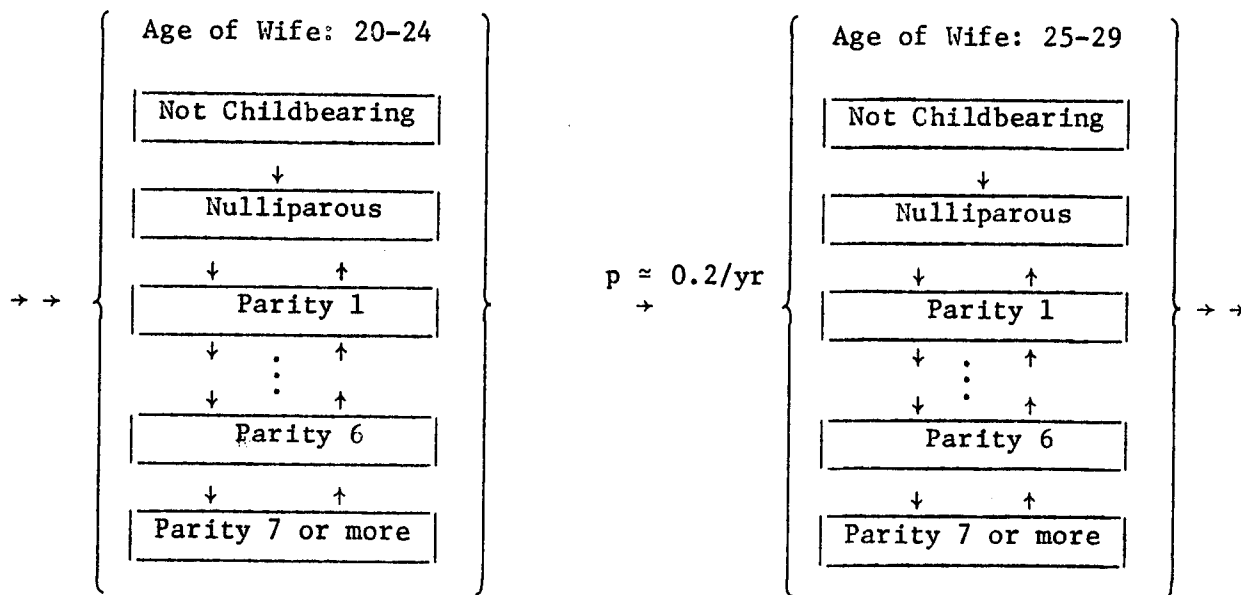 Age of Wife: 20-24
Not Childbearing
↓
Nulliparous
↓ ↑
→ → Parity 1
↓ ⋮ ↑
↓ ↑
Parity 6
↓ ↑
Parity 7 or more
p ≃ 0.2/yr
→
Age of Wife: 25-29
Not Childbearing
↓
Nulliparous
↓ ↑
Parity 1 → →
↓ ⋮ ↑
↓ ↑
Parity 6
↓ ↑
Parity 7 or more